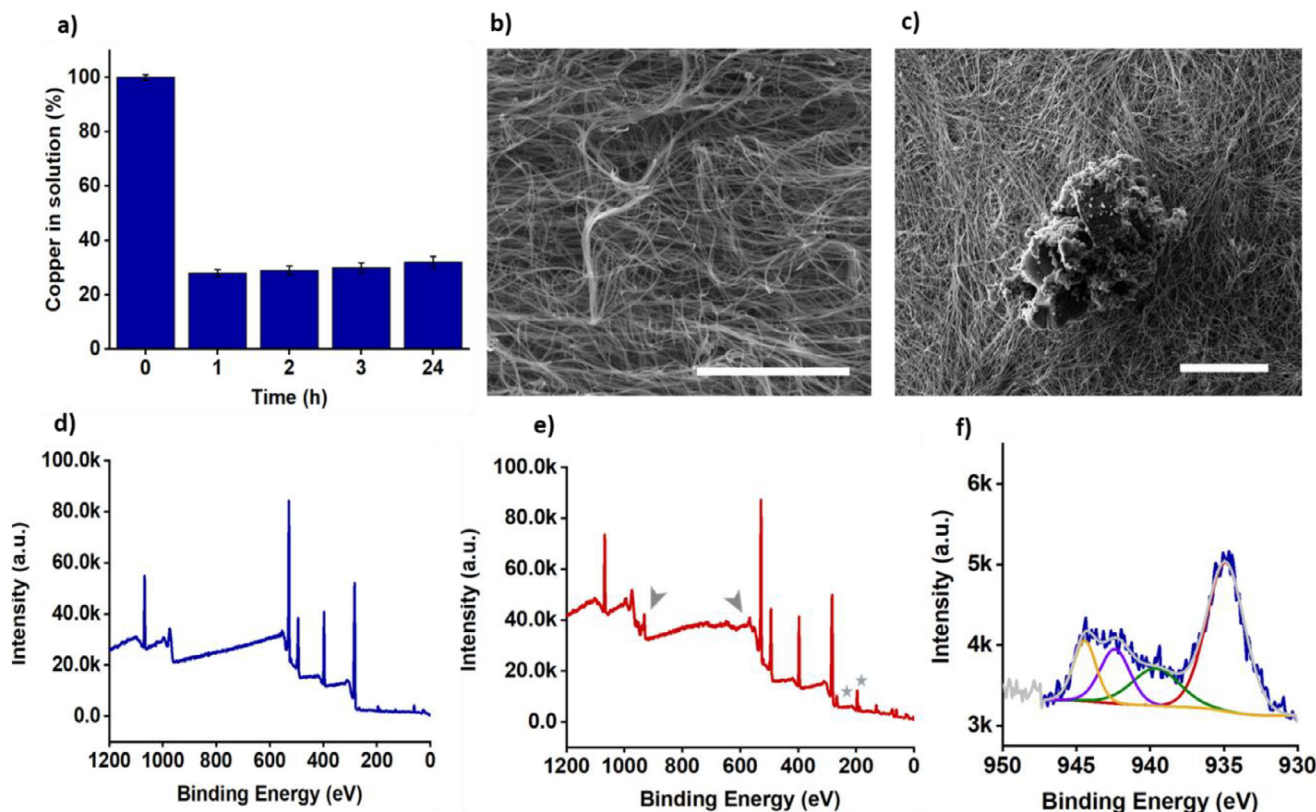 a)
Copper in solution (%)
100
80
60
40
20
0
0 1 2 3 24
Time (h)
b)
c)
d)
Intensity (a.u.)
100.0k
80.0k
60.0k
40.0k
20.0k
0.0
1200 1000 800 600 400 200 0
Binding Energy (eV)
e)
Intensity (a.u.)
100.0k
80.0k
60.0k
40.0k
20.0k
0.0
1200 1000 800 600 400 200 0
Binding Energy (eV)
f)
Intensity (a.u.)
6k
5k
4k
3k
950 945 940 935 930
Binding Energy (eV)